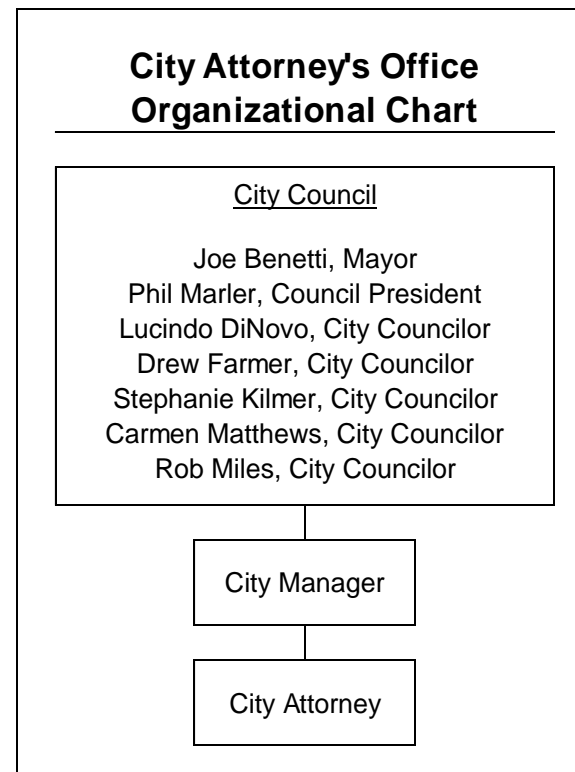 City Attorney's Office
Organizational Chart
City Council
Joe Benetti, Mayor
Phil Marler, Council President
Lucindo DiNovo, City Councilor
Drew Farmer, City Councilor
Stephanie Kilmer, City Councilor
Carmen Matthews, City Councilor
Rob Miles, City Councilor
City Manager
City Attorney